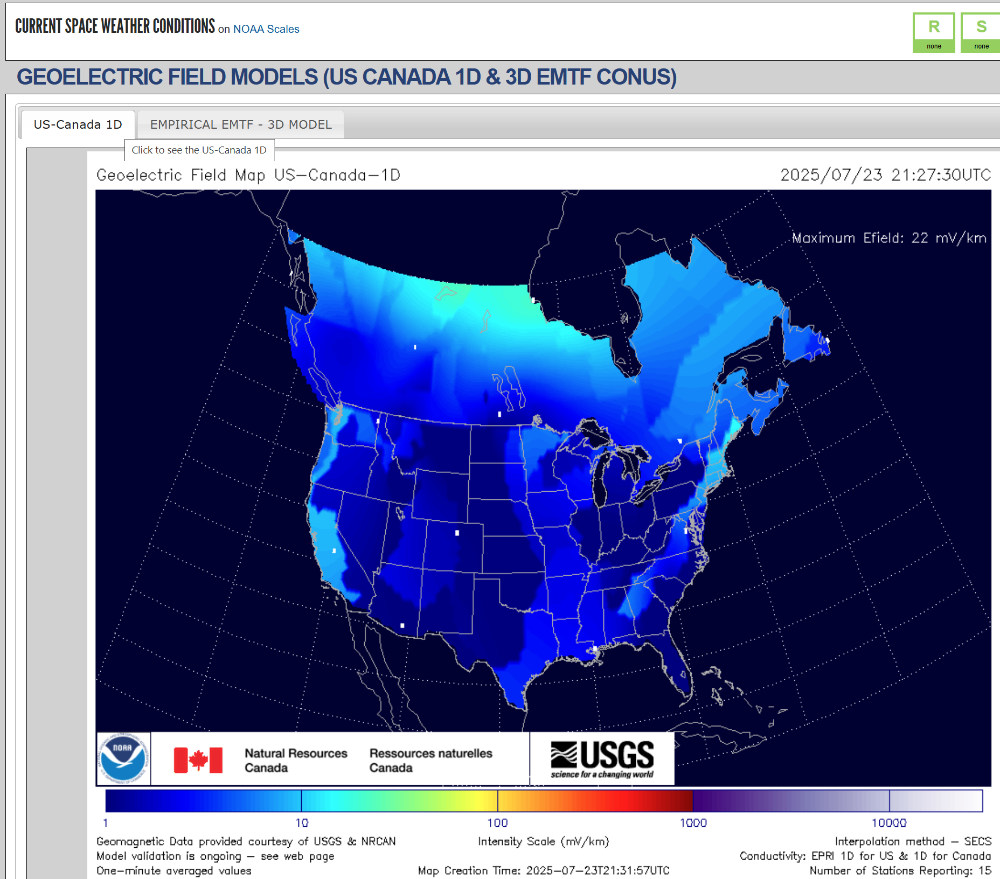 CURRENT SPACE WEATHER CONDITIONS on NOAA Scales
R
none
S
none
GEOELECTRIC FIELD MODELS (US CANADA 1D & 3D EMTF CONUS)
US-Canada 1D
EMPIRICAL EMTF - 3D MODEL
Click to see the US-Canada 1D
Geoelectric Field Map US-Canada-1D
2025/07/23 21:27:30UTC
Maximum Efield: 22 mV/km
NOAA
Natural Resources
Canada
Ressources naturelles
Canada
USGS
science for a changing world
1 10 100 1000 10000
Geomagnetic Data provided courtesy of USGS & NRCAN
Model validation is ongoing - see web page
One-minute averaged values
Intensity Scale (mV/km)
Map Creation Time: 2025-07-23T21:31:57UTC
Interpolation method - SECS
Conductivity: EPRI 1D for US & 1D for Canada
Number of Stations Reporting: 15